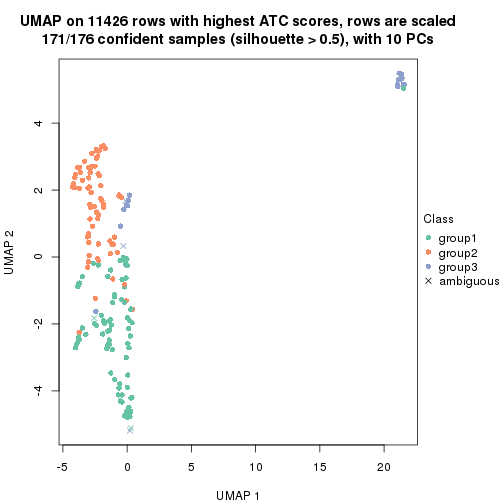 UMAP on 11426 rows with highest ATC scores, rows are scaled
171/176 confident samples (silhouette > 0.5), with 10 PCs
4
2
0
-2
-4
UMAP 2
-5
0
5
10
15
20
UMAP 1
Class
group1
group2
group3
ambiguous